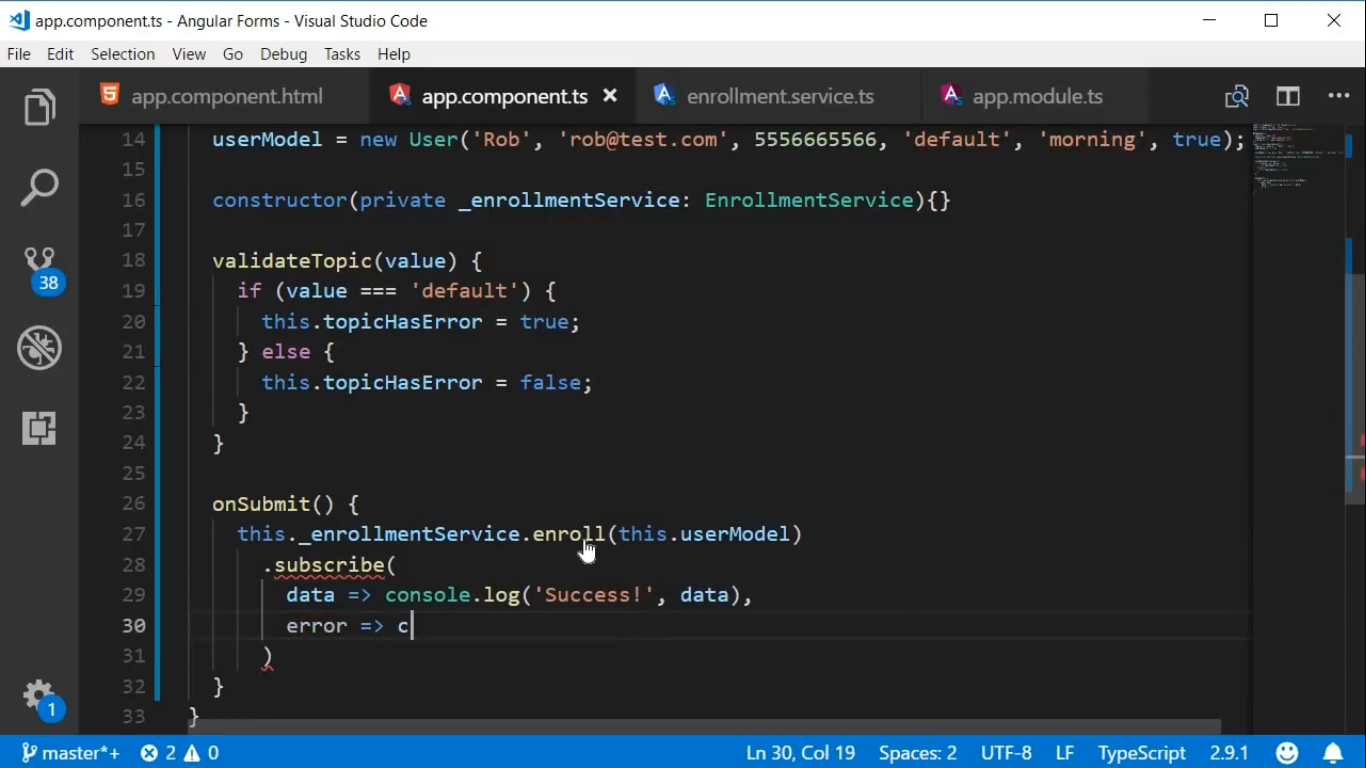 app.component.ts - Angular Forms - Visual Studio Code
File Edit Selection View Go Debug Tasks Help
app.component.html app.component.ts enrollment.service.ts app.module.ts
14 userModel = new User('Rob', 'rob@test.com', 5556665566, 'default', 'morning', true);
15
16 constructor(private _enrollmentService: EnrollmentService){}
17
18 validateTopic(value) {
19 if (value === 'default') {
20 this.topicHasError = true;
21 } else {
22 this.topicHasError = false;
23 }
24 }
25
26 onSubmit() {
27 this._enrollmentService.enroll(this.userModel)
28 .subscribe(
29 data => console.log('Success!', data),
30 error => c
31 )
32 }
33 }
38
1
master*+ 2 0 Ln 30, Col 19 Spaces: 2 UTF-8 LF TypeScript 2.9.1